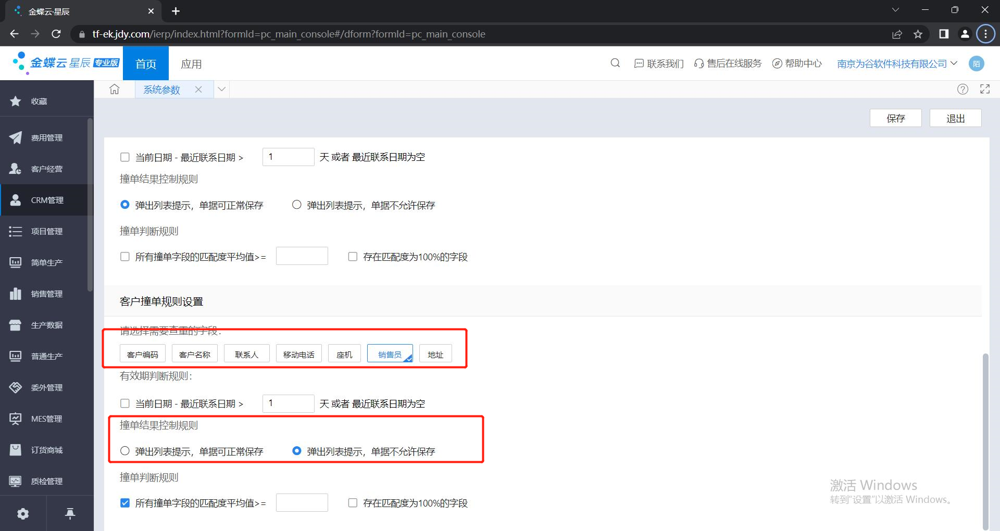 金蝶云·星辰
tf-ek.jdy.com/ierp/index.html?formId=pc_main_console#/dform?formId=pc_main_console
金蝶云 星辰 专业版 首页 应用 联系我们 售后在线服务 帮助中心 南京为谷软件科技有限公司 陌
系统参数
收藏
费用管理
客户经营
CRM管理
项目管理
简单生产
销售管理
生产数据
普通生产
委外管理
MES管理
订货商城
质检管理
保存 退出
当前日期 - 最近联系日期 > 1 天 或者 最近联系日期为空
撞单结果控制规则
弹出列表提示，单据可正常保存 弹出列表提示，单据不允许保存
撞单判断规则
所有撞单字段的匹配度平均值>= 存在匹配度为100%的字段
客户撞单规则设置
请选择需要查重的字段：
客户编码 客户名称 联系人 移动电话 座机 销售员 地址
有效期判断规则：
当前日期 - 最近联系日期 > 1 天 或者 最近联系日期为空
撞单结果控制规则
弹出列表提示，单据可正常保存 弹出列表提示，单据不允许保存
撞单判断规则
所有撞单字段的匹配度平均值>= 存在匹配度为100%的字段
激活 Windows
转到“设置”以激活 Windows。